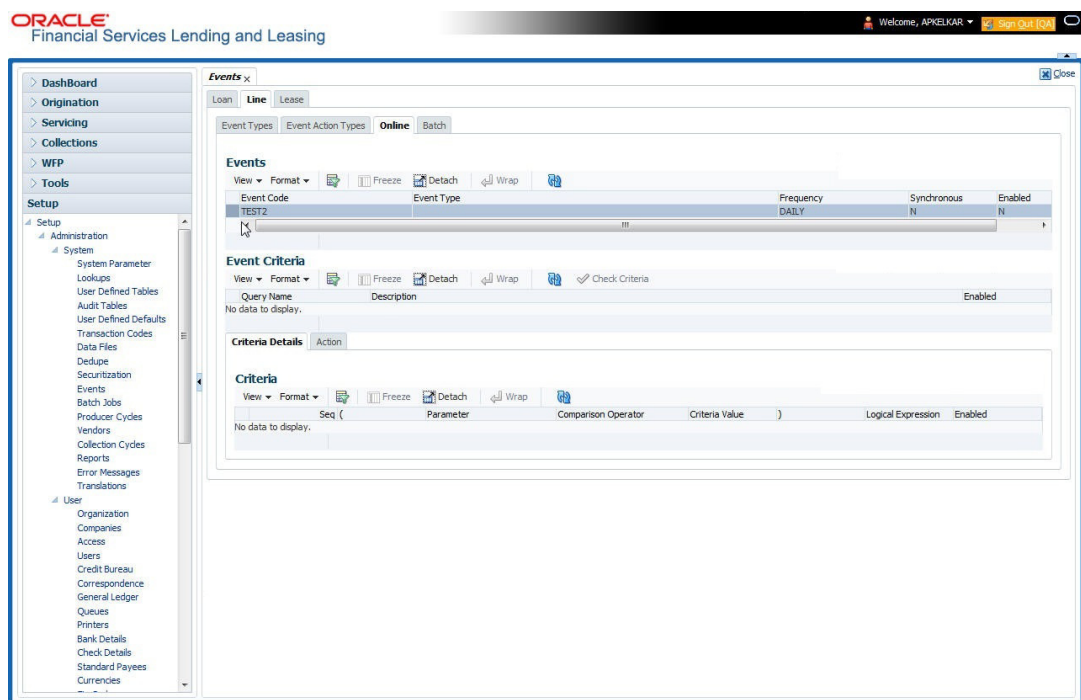 ORACLE'
Financial Services Lending and Leasing
Welcome, APKELKAR
Sign Out [QA]
Close
DashBoard
Origination
Servicing
Collections
WFP
Tools
Setup
Setup
Administration
System
System Parameter
Lookups
User Defined Tables
Audit Tables
User Defined Defaults
Transaction Codes
Data Files
Dedupe
Securitization
Events
Batch Jobs
Producer Cycles
Vendors
Collection Cycles
Reports
Error Messages
Translations
User
Organization
Companies
Access
Users
Credit Bureau
Correspondence
General Ledger
Queues
Printers
Bank Details
Check Details
Standard Payees
Currencies
Events x
Loan Line Lease
Event Types Event Action Types Online Batch
Events
View Format Freeze Detach Wrap
Event Code Event Type Frequency Synchronous Enabled
TEST2 DAILY N N
Event Criteria
View Format Freeze Detach Wrap Check Criteria
Query Name Description Enabled
No data to display.
Criteria Details Action
Criteria
View Format Freeze Detach Wrap
Seq ( Parameter Comparison Operator Criteria Value ) Logical Expression Enabled
No data to display.